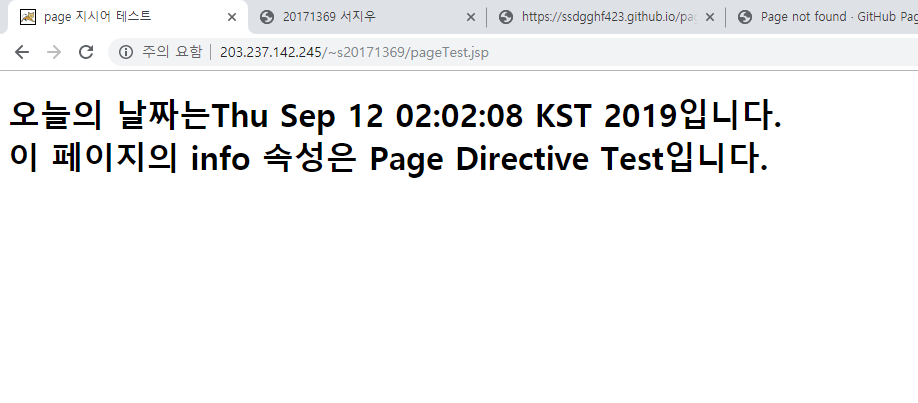 page 지시어 테스트
20171369 서지우
https://ssdgghf423.github.io/pag
Page not found · GitHub Pag
주의 요함 203.237.142.245/~s20171369/pageTest.jsp
오늘의 날짜는Thu Sep 12 02:02:08 KST 2019입니다.
이 페이지의 info 속성은 Page Directive Test입니다.